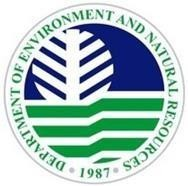 DEPARTMENT OF ENVIRONMENT AND NATURAL RESOURCES
1987